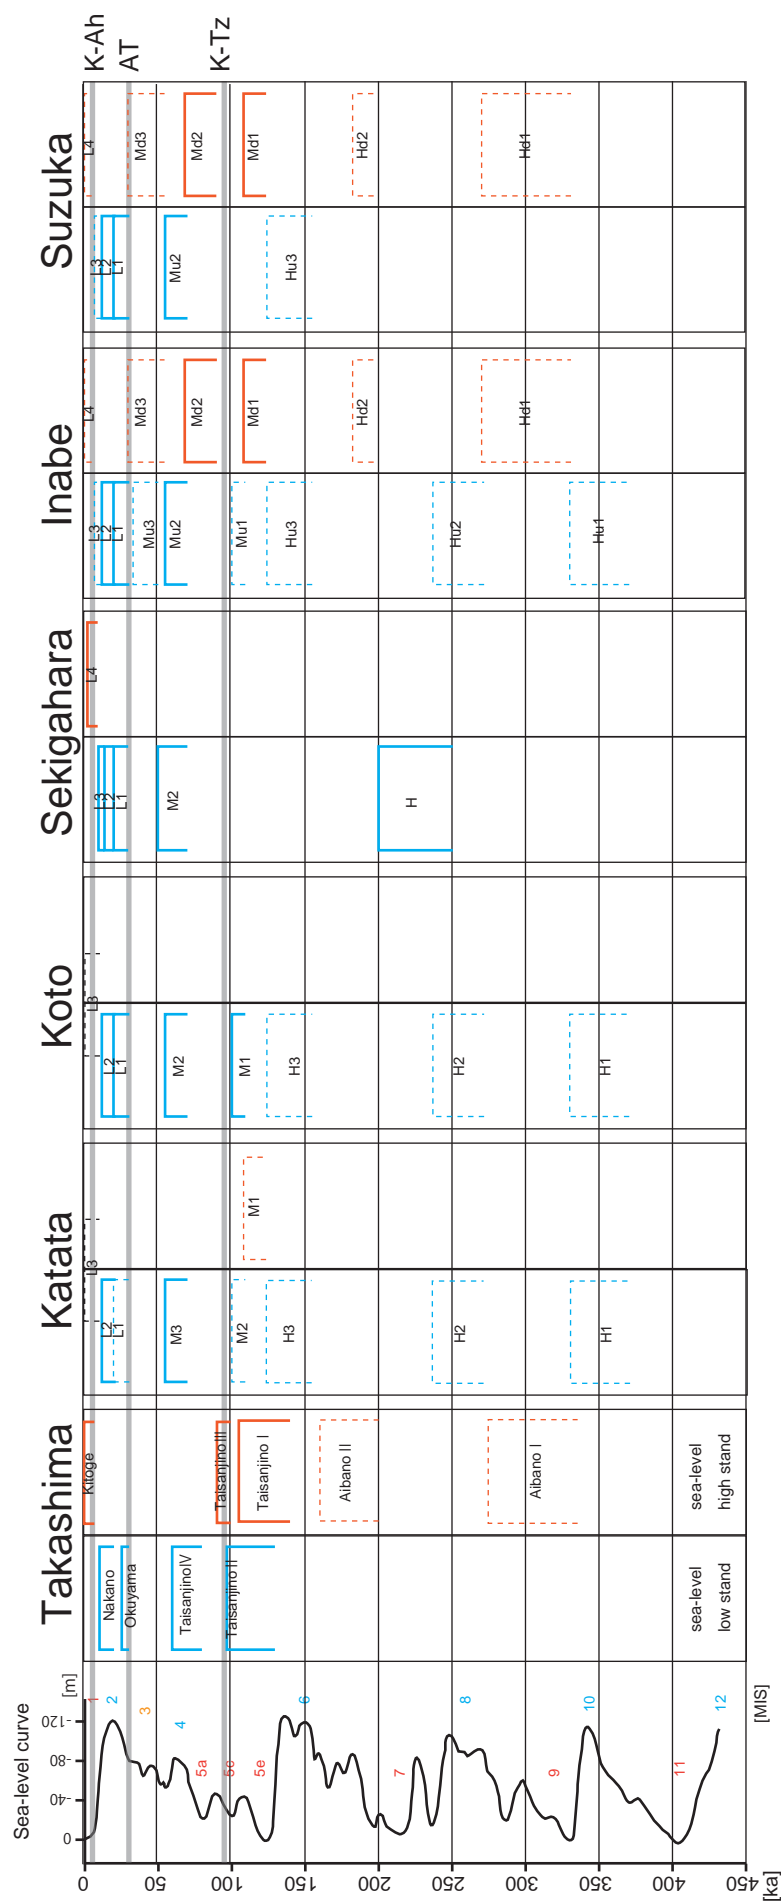 K-Ah
AT
K-Tz
Suzuka
L4
Md3
Md2
Md1
Hd2
Hd1
L3
L2
L1
Mu2
Hu3
Inabe
L4
Md3
Md2
Md1
Hd2
Hd1
L3
L2
L1
Mu3
Mu2
Mu1
Hu3
Hu2
Hu1
Sekigahara
L4
L3
L2
L1
M2
H
Koto
L3
L2
L1
M2
M1
H3
H2
H1
Katata
M1
L3
L2
L1
M3
M2
H3
H2
H1
Takashima
Kitoge
Taisanjino III
Taisanjino I
Aibano II
Aibano I
sea-level
high stand
Nakano
Okuyama
TaisanjinoIV
Taisanjino II
sea-level
low stand
Sea-level curve
[m]
-120
-80
-40
0
1
2
3
4
5a
5c
5e
6
7
8
9
10
11
12
[MIS]
0
50
100
150
200
250
300
350
400
450
[ka]